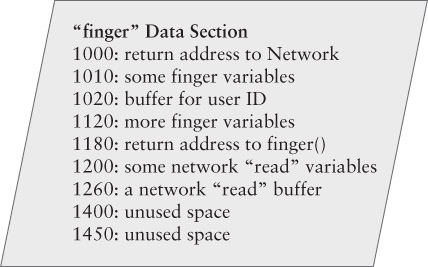 “finger” Data Section
1000: return address to Network
1010: some finger variables
1020: buffer for user ID
1120: more finger variables
1180: return address to finger()
1200: some network “read” variables
1260: a network “read” buffer
1400: unused space
1450: unused space